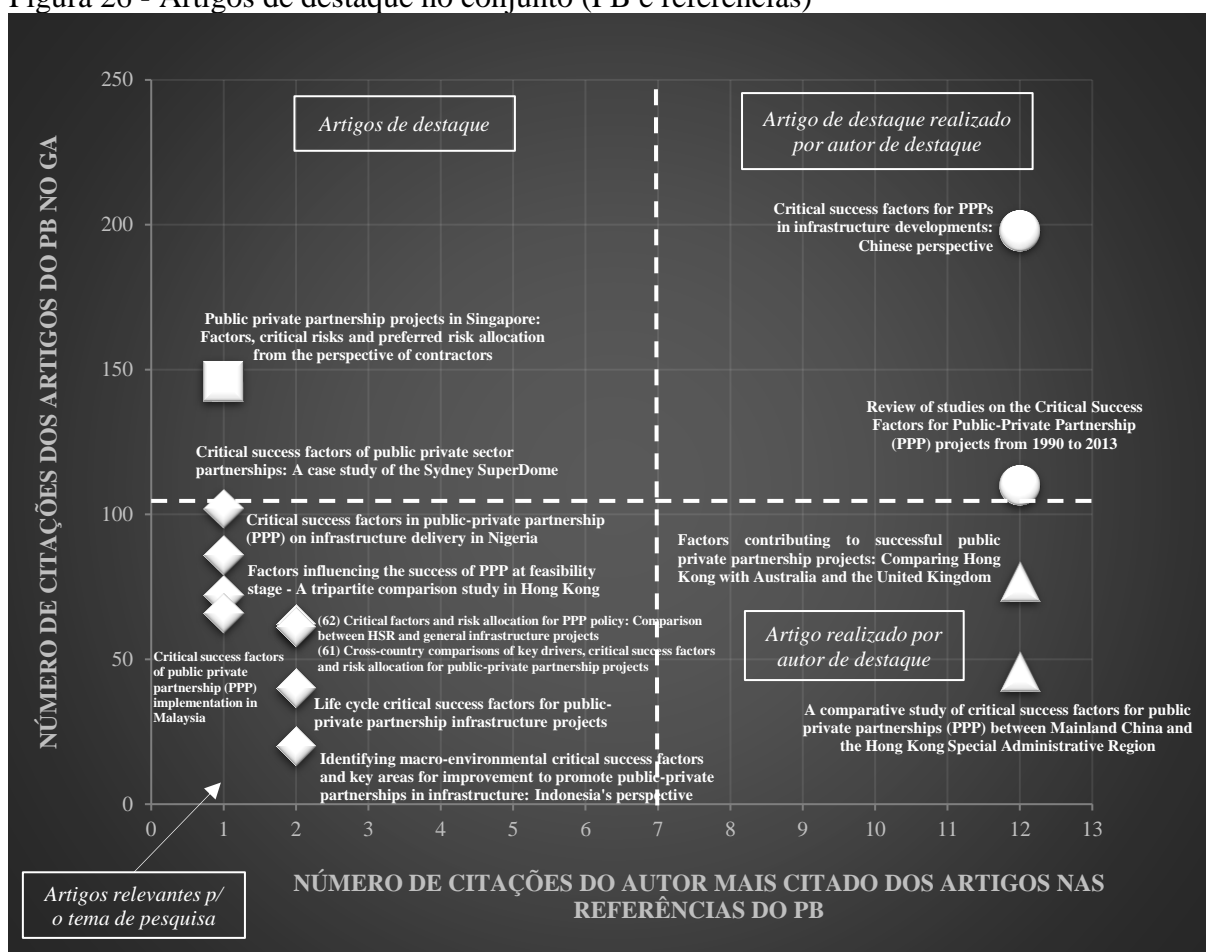 Figura 26 - Artigos de destaque no conjunto (PB e referências)
NÚMERO DE CITAÇÕES DOS ARTIGOS DO PB NO GA
250
200
150
100
50
0
Artigos de destaque
Artigo de destaque realizado
por autor de destaque
Critical success factors for PPPs
in infrastructure developments:
Chinese perspective
Public private partnership projects in Singapore:
Factors, critical risks and preferred risk allocation
from the perspective of contractors
Review of studies on the Critical Success
Factors for Public-Private Partnership
(PPP) projects from 1990 to 2013
Critical success factors of public private sector
partnerships: A case study of the Sydney SuperDome
Critical success factors in public-private partnership
(PPP) on infrastructure delivery in Nigeria
Factors contributing to successful public
private partnership projects: Comparing Hong
Kong with Australia and the United Kingdom
Factors influencing the success of PPP at feasibility
stage - A tripartite comparison study in Hong Kong
(62) Critical factors and risk allocation for PPP policy: Comparison
between HSR and general infrastructure projects
(61) Cross-country comparisons of key drivers, critical success factors
and risk allocation for public-private partnership projects
Artigo realizado por
autor de destaque
Critical success factors
of public private
partnership (PPP)
implementation in
Malaysia
Life cycle critical success factors for public-
private partnership infrastructure projects
A comparative study of critical success factors for public
private partnerships (PPP) between Mainland China and
the Hong Kong Special Administrative Region
Identifying macro-environmental critical success factors
and key areas for improvement to promote public-private
partnerships in infrastructure: Indonesia's perspective
0 1 2 3 4 5 6 7 8 9 10 11 12 13
Artigos relevantes p/
o tema de pesquisa
NÚMERO DE CITAÇÕES DO AUTOR MAIS CITADO DOS ARTIGOS NAS
REFERÊNCIAS DO PB